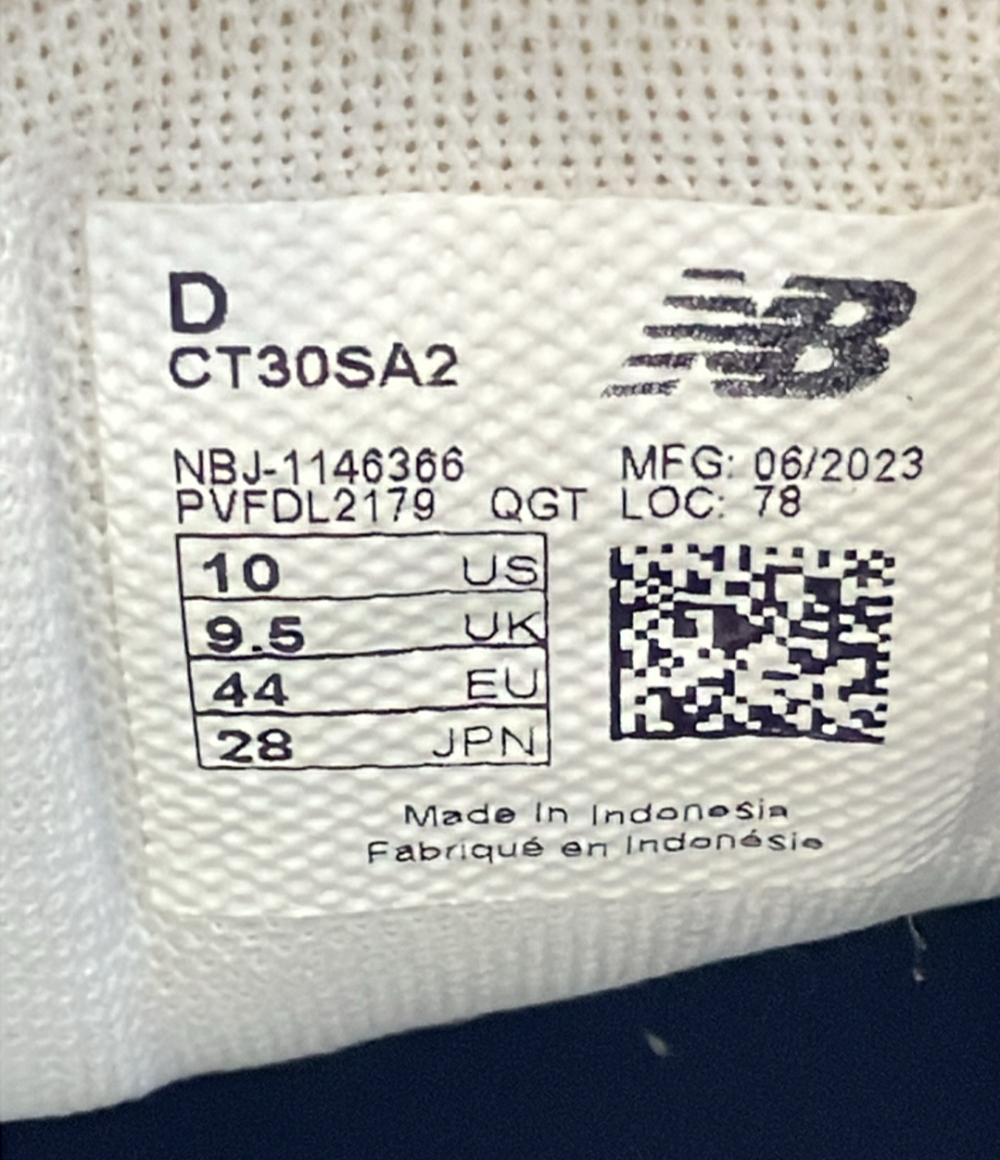 D
CT30SA2
NB
NBJ-1146366
MFG: 06/2023
PVFDL2179 QGT LOC: 78
10 US
9.5 UK
44 EU
28 JPN
Made In Indonesia
Fabriqué en Indonésie